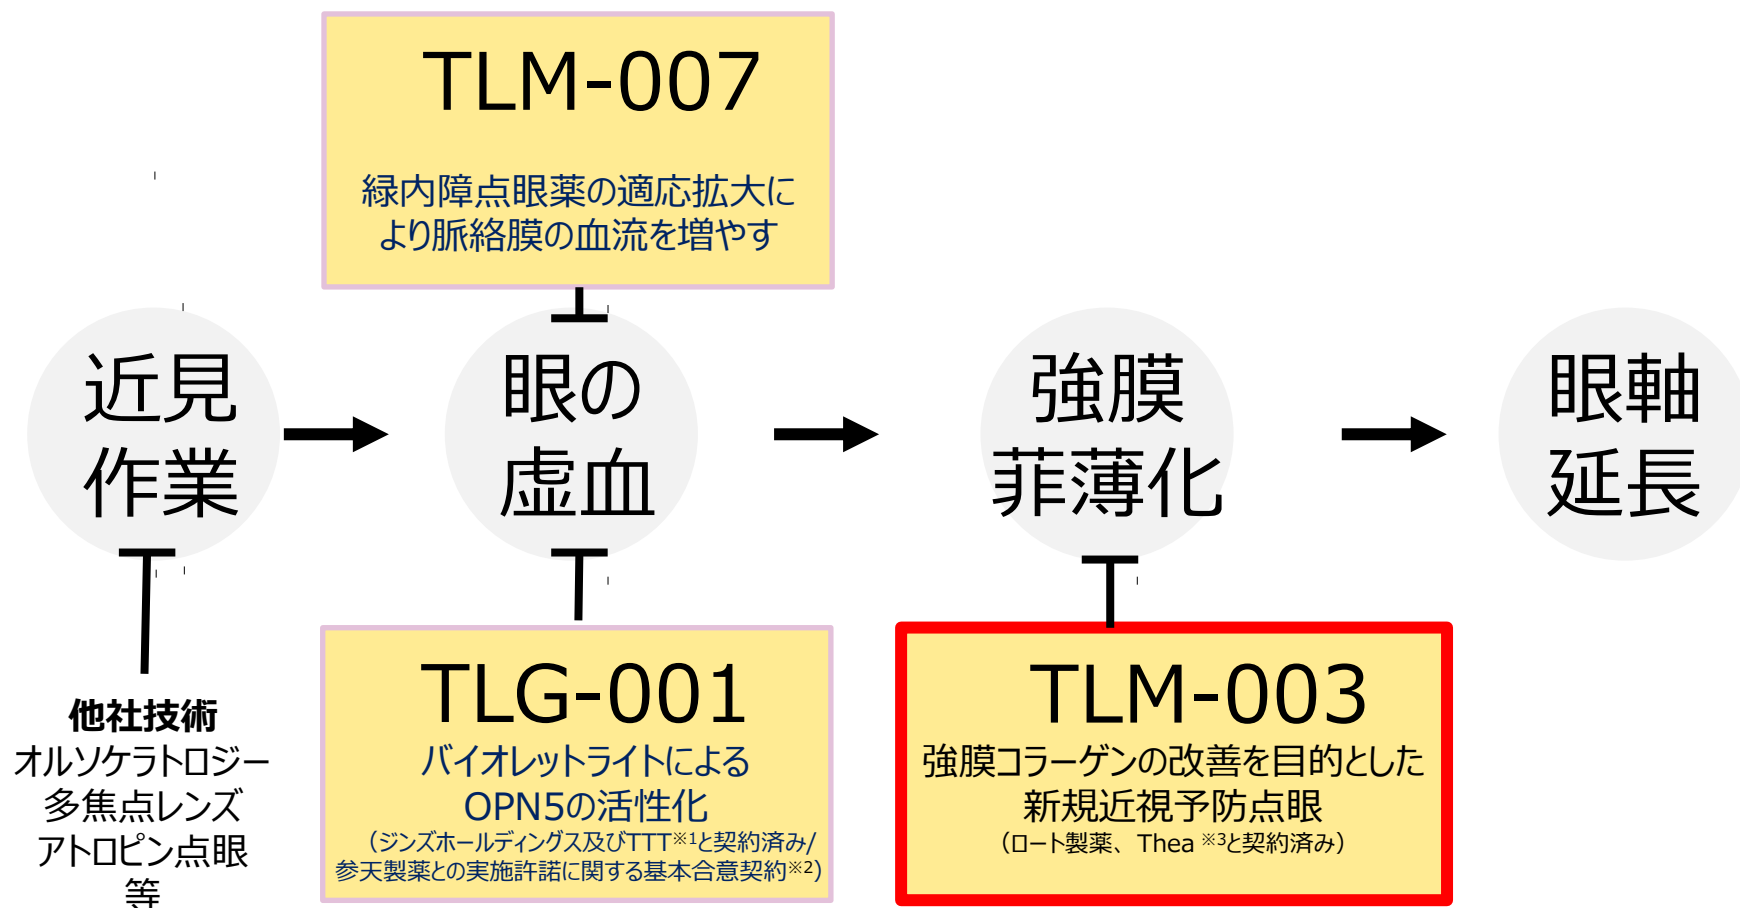 TLM-007
緑内障点眼薬の適応拡大に
より脈絡膜の血流を増やす
近見
作業
眼の
虚血
強膜
菲薄化
眼軸
延長
他社技術
オルソケラトロジー
多焦点レンズ
アトロピン点眼
等
TLG-001
バイオレットライトによる
OPN5の活性化
（ジンズホールディングス及びTTT※1と契約済み/
参天製薬との実施許諾に関する基本合意契約※2）
TLM-003
強膜コラーゲンの改善を目的とした
新規近視予防点眼
（ロート製薬、Thea ※3と契約済み）